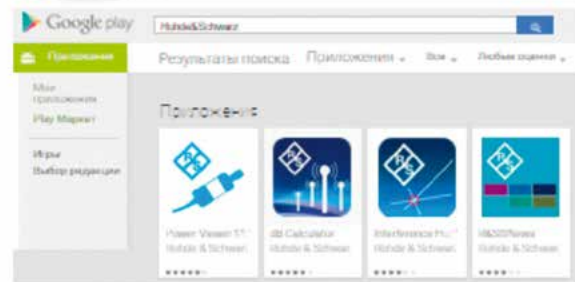 Google play
Rohde&Schwarz
Приложения
Результаты поиска Приложения Все Любые оценки
Мои приложения
Play Маркет
Игры
Выбор редакции
Приложения
R&S
R&S
R&S
R&S
Power Viewer
dB Calculator
Interference Hu
R&S
Rohde & Schwar
Rohde & Schwar
Rohde & Schwar
Rohde & Schwar